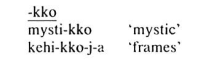 -kko
mysti-kko ‘mystic’
kehi-kko-j-a ‘frames’